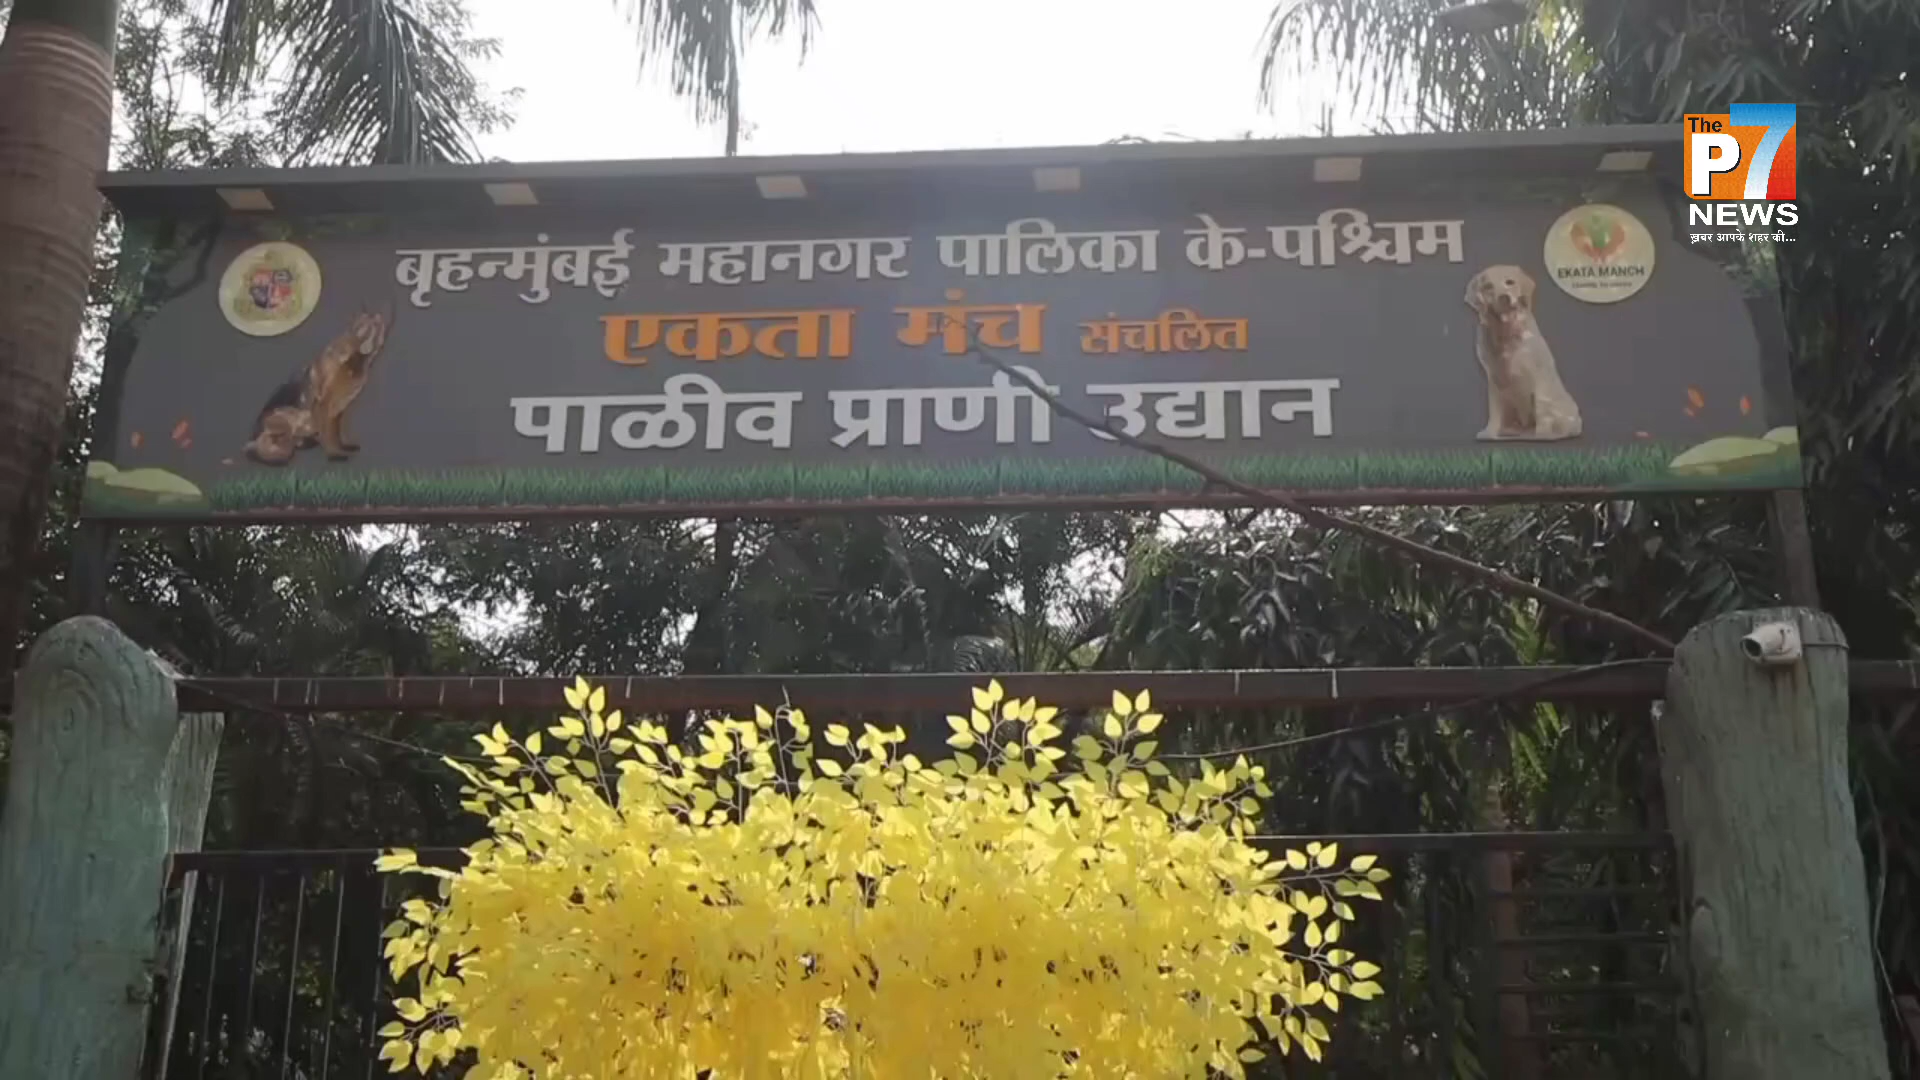 बृहन्मुंबई महानगर पालिका के-पश्चिम
एकता मंच संचलित
पाळीव प्राणी उद्यान
EKATA MANCH
The
P7
NEWS
ख़बर आपके शहर की...